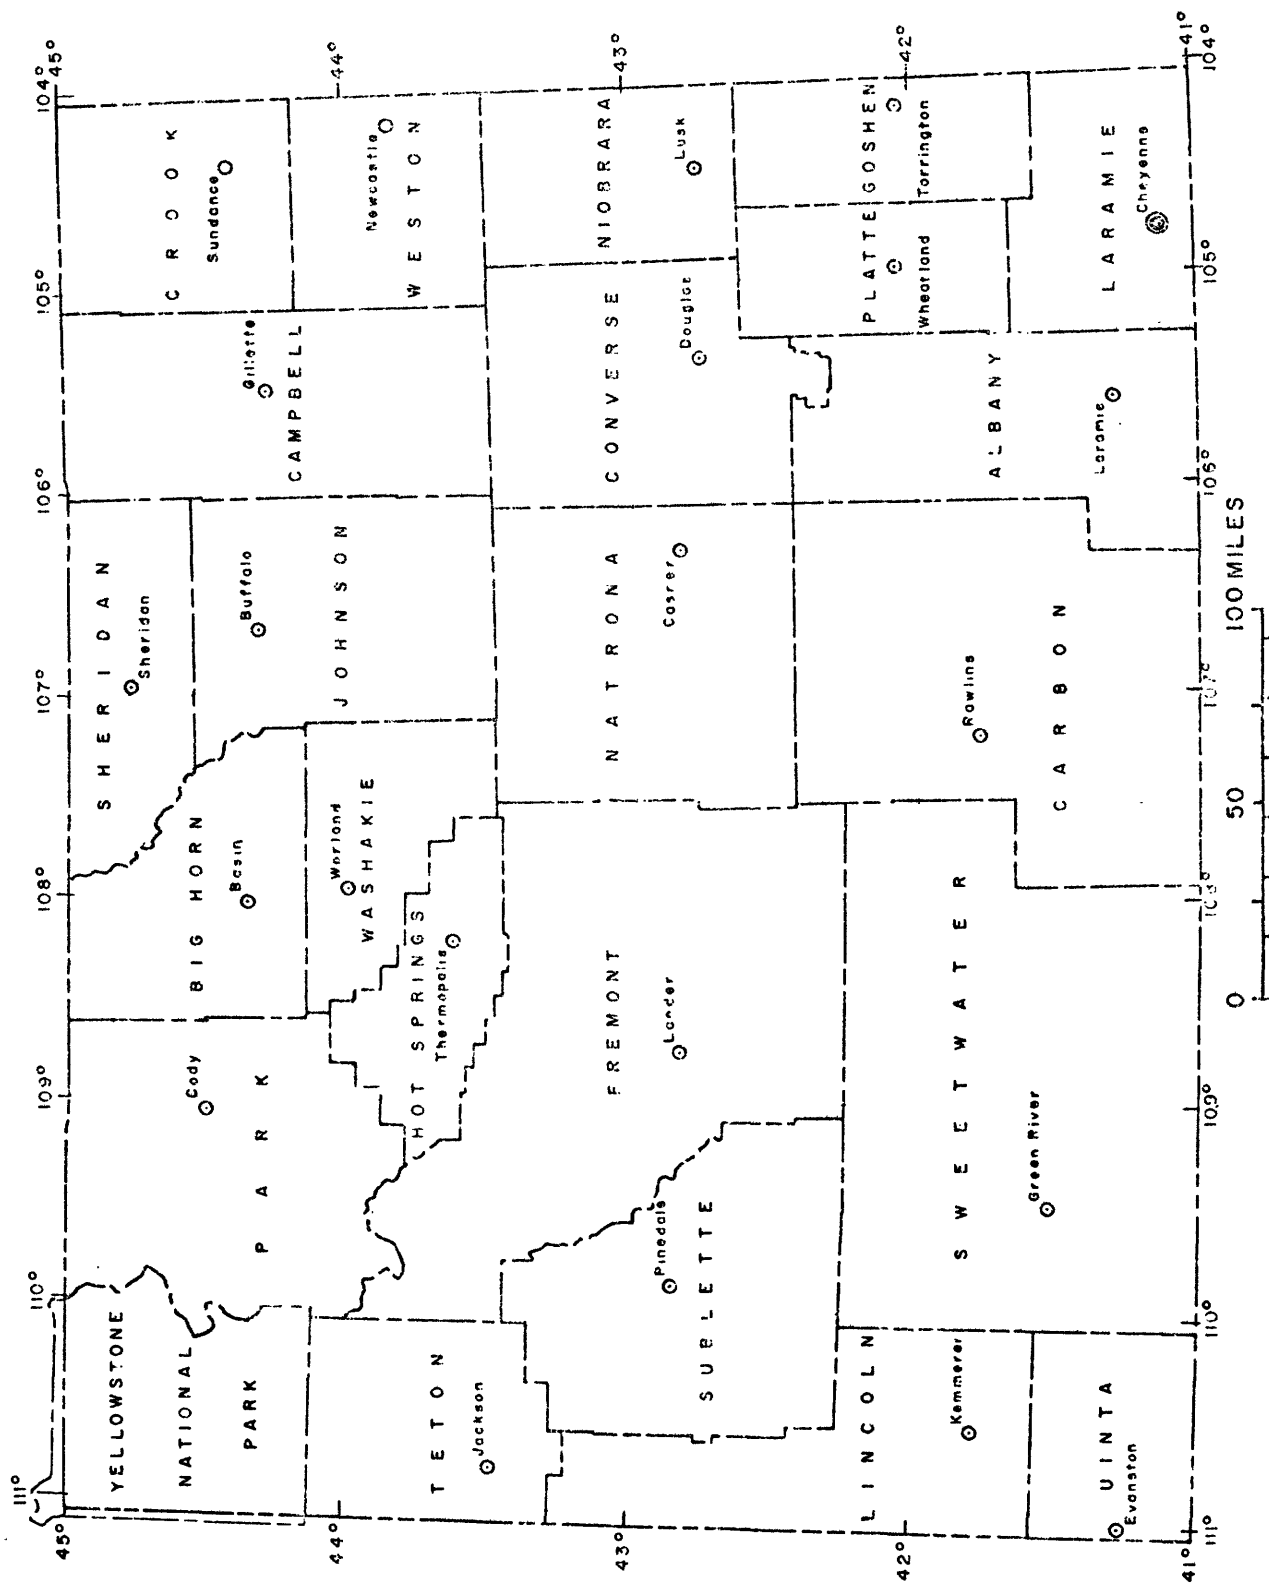 111°
110°
109°
108°
107°
106°
105°
104°
45°
45°
YELLOWSTONE
NATIONAL
PARK
Cody
PARK
BIG HORN
Basin
SHERIDAN
Sheridan
Buffalo
JOHNSON
Gillette
CAMPBELL
CROOK
Sundance
44°
44°
Newcastle
WESTON
TETON
Jackson
HOT SPRINGS
Thermopolis
Worland
WASHAKIE
43°
43°
FREMONT
Lander
NATRONA
CONVERSE
Douglas
NIOBRARA
Lusk
Pinedale
SUBLETTE
42°
42°
LINCOLN
Kemmerer
SWEETWATER
Green River
Rawlins
CARBON
ALBANY
Laramie
PLATTE
Wheatland
GOSHEN
Torrington
LARAMIE
Cheyenne
UINTA
Evanston
41°
41°
111°
110°
109°
108°
107°
106°
105°
104°
0 50 100 MILES